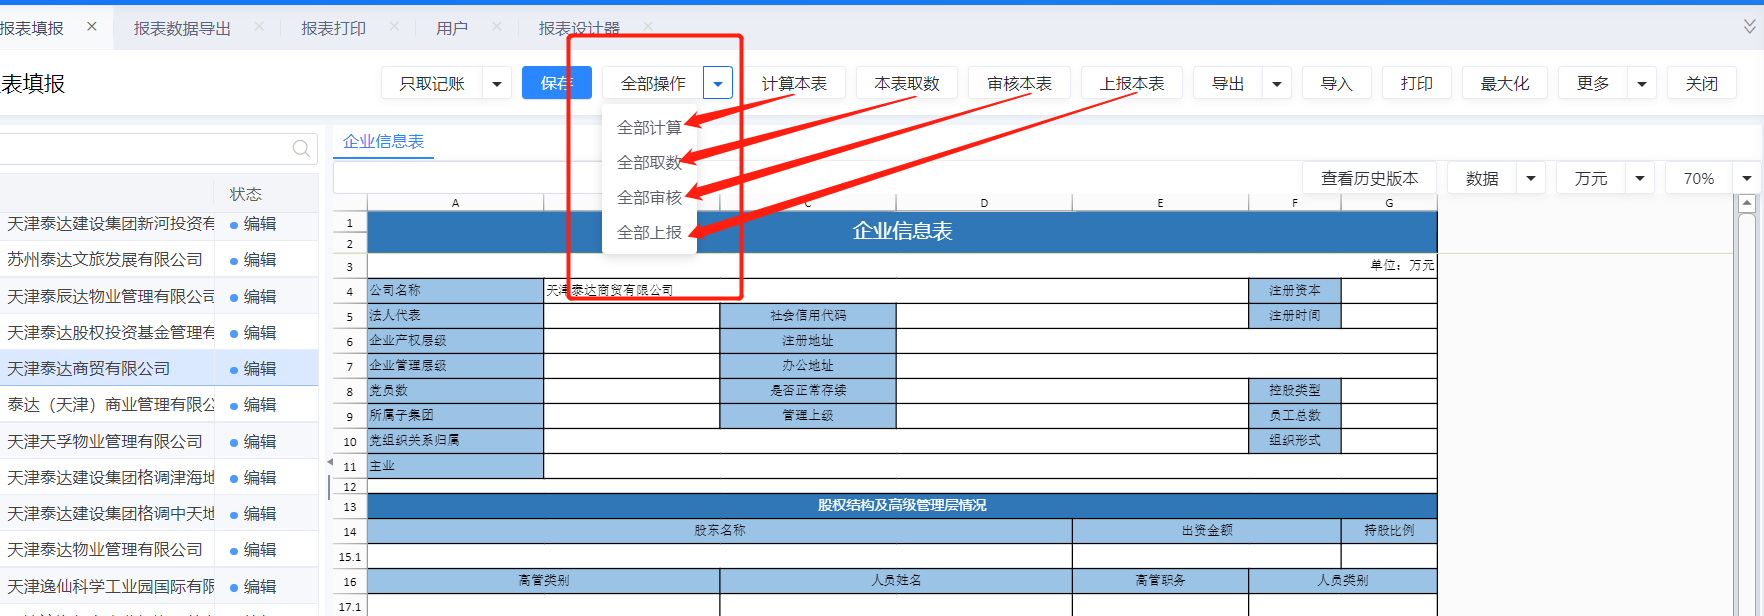 报表填报 × 报表数据导出 × 报表打印 × 用户 × 报表设计器 ×
表填报 只取记账 保存 全部操作 计算本表 本表取数 审核本表 上报本表 导出 导入 打印 最大化 更多 关闭
全部计算
全部取数
全部审核
全部上报
企业信息表
查看历史版本 数据 万元 70%
状态
天津泰达建设集团新河投资有 编辑
苏州泰达文旅发展有限公司 编辑
天津泰辰达物业管理有限公司 编辑
天津泰达股权投资基金管理有 编辑
天津泰达商贸有限公司 编辑
泰达（天津）商业管理有限公 编辑
天津天孚物业管理有限公司 编辑
天津泰达建设集团格调津海地 编辑
天津泰达建设集团格调中天地 编辑
天津泰达物业管理有限公司 编辑
天津逸仙科学工业园国际有限 编辑
A C D E F G
1 企业信息表
2
3 单位：万元
4 公司名称 天津泰达商贸有限公司 注册资本
5 法人代表 社会信用代码 注册时间
6 企业产权层级 注册地址
7 企业管理层级 办公地址
8 党员数 是否正常存续 控股类型
9 所属子集团 管理上级 员工总数
10 党组织关系归属 组织形式
11 主业
12
13 股权结构及高级管理层情况
14 股东名称 出资金额 持股比例
15.1
16 高管类别 人员姓名 高管职务 人员类别
17.1